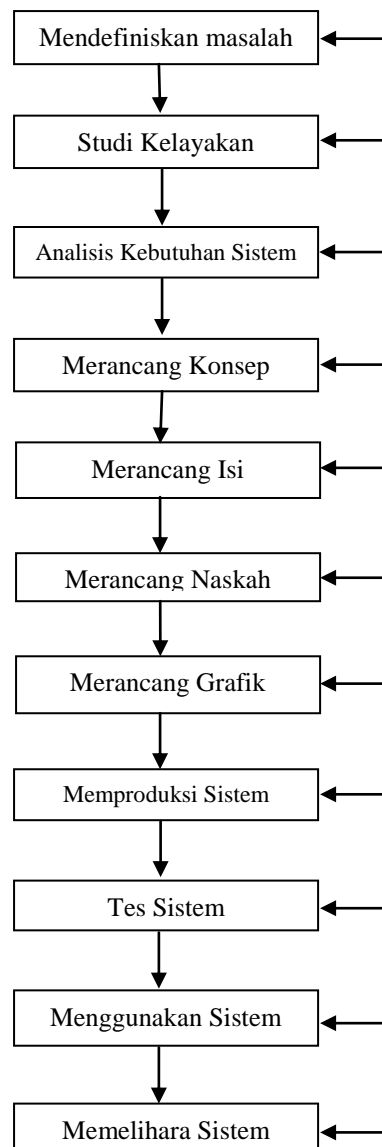 Mendefiniskan masalah
Studi Kelayakan
Analisis Kebutuhan Sistem
Merancang Konsep
Merancang Isi
Merancang Naskah
Merancang Grafik
Memproduksi Sistem
Tes Sistem
Menggunakan Sistem
Memelihara Sistem